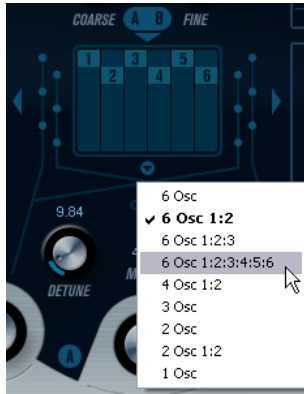 COARSE A B FINE
1 2 3 4 5 6
9.84
DETUNE
A
6 Osc
6 Osc 1:2
6 Osc 1:2:3
6 Osc 1:2:3:4:5:6
4 Osc 1:2
3 Osc
2 Osc
2 Osc 1:2
1 Osc